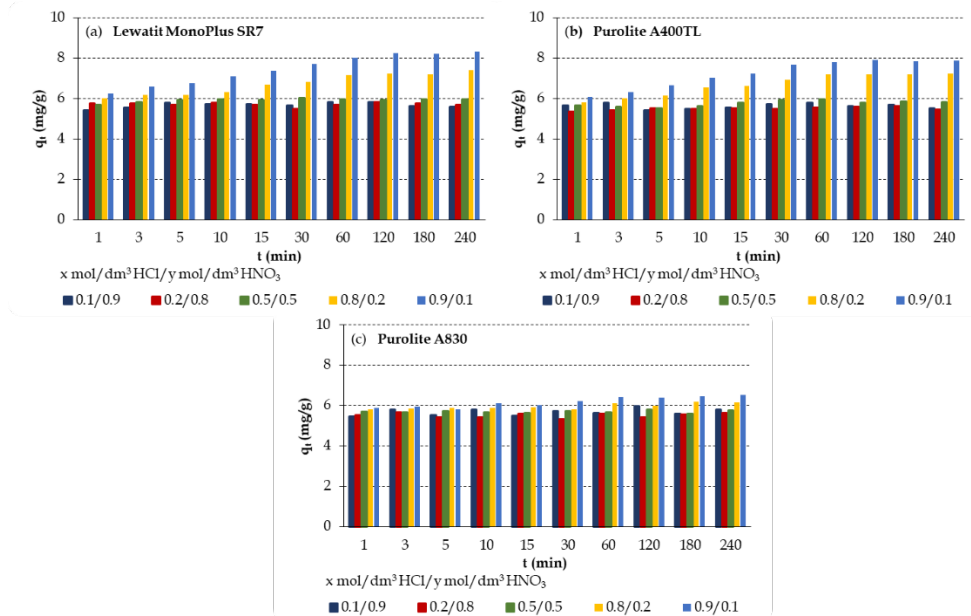 (a) Lewatit MonoPlus SR7
10
8
6
4
2
0
qₜ (mg/g)
1 3 5 10 15 30 60 120 180 240
t (min)
x mol/dm³ HCl/y mol/dm³ HNO₃
0.1/0.9 0.2/0.8 0.5/0.5 0.8/0.2 0.9/0.1
(b) Purolite A400TL
10
8
6
4
2
0
qₜ (mg/g)
1 3 5 10 15 30 60 120 180 240
t (min)
x mol/dm³ HCl/y mol/dm³ HNO₃
0.1/0.9 0.2/0.8 0.5/0.5 0.8/0.2 0.9/0.1
(c) Purolite A830
10
8
6
4
2
0
qₜ (mg/g)
1 3 5 10 15 30 60 120 180 240
t (min)
x mol/dm³ HCl/y mol/dm³ HNO₃
0.1/0.9 0.2/0.8 0.5/0.5 0.8/0.2 0.9/0.1